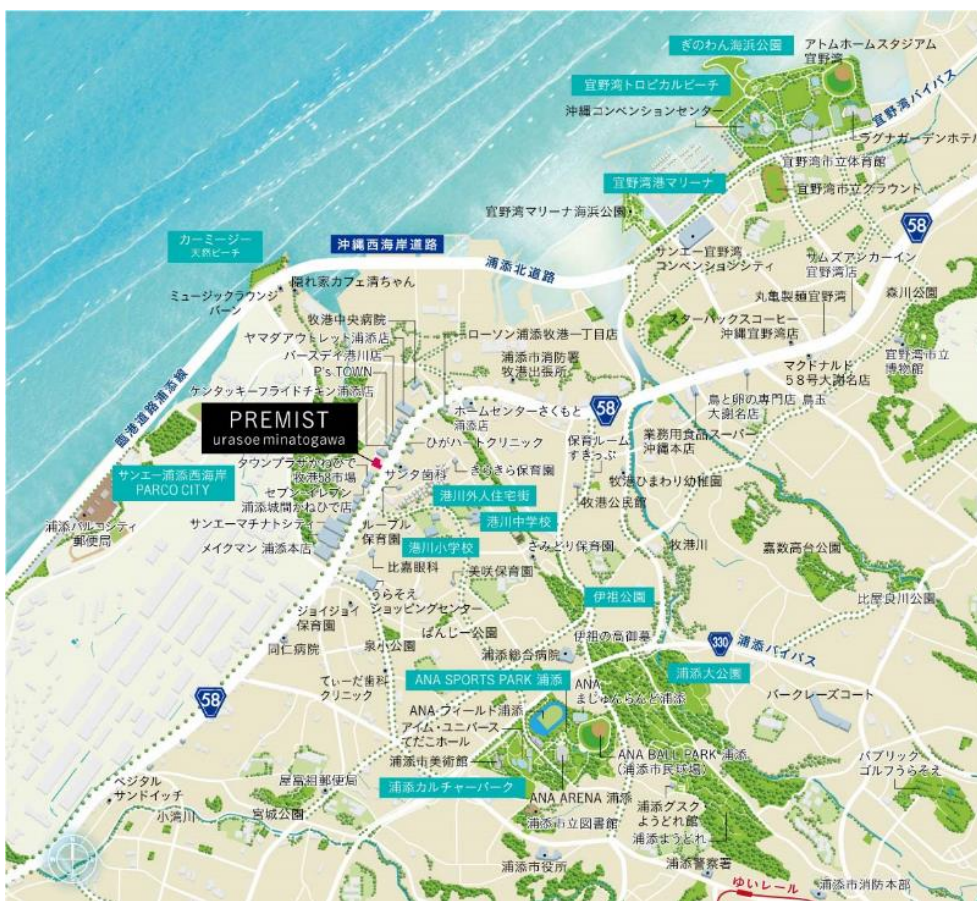 ぎのわん海浜公園
アトムホームスタジアム
宜野湾
宜野湾トロピカルビーチ
沖縄コンベンションセンター
宜野湾バイパス
ラグナガーデンホテル
宜野湾市立体育館
宜野湾港マリーナ
宜野湾市立グラウンド
宜野湾マリーナ海浜公園
58
カーミージー
天然ビーチ
沖縄西海岸道路
浦添北道路
サンエー宜野湾
コンベンションシティ
サムズアンカーイン
宜野湾店
隠れ家カフェ清ちゃん
ミュージックラウンジ
バーン
丸亀製麺宜野湾
森川公園
牧港中央病院
ローソン浦添牧港一丁目店
スターバックスコーヒー
沖縄宜野湾店
ヤマダアウトレット浦添店
バースデイ港川店
浦添市消防署
牧港出張所
宜野湾市立
博物館
P's TOWN
マクドナルド
58号大謝名店
ケンタッキーフライドチキン浦添店
臨港道路浦添線
鳥と卵の専門店 鳥玉
大謝名店
ホームセンターさくもと
浦添店
58
PREMIST
urasoe minatogawa
ひがハートクリニック
保育ルーム
すきっぷ
業務用食品スーパー
沖縄本店
タウンプラザかねひで
牧港58市場
サンタ歯科
きらきら保育園
牧港ひまわり幼稚園
サンエー浦添西海岸
PARCO CITY
セブン-イレブン
浦添城間かねひで店
港川外人住宅街
牧港公民館
浦添パルコシティ
郵便局
サンエーマチナトシティ
ルーブル
保育園
港川中学校
メイクマン 浦添本店
港川小学校
さみどり保育園
牧港川
嘉数高台公園
比嘉眼科
美咲保育園
うらそえ
ショッピングセンター
伊祖公園
比屋良川公園
ジョイジョイ
保育園
ばんじー公園
伊祖の高御墓
同仁病院
泉小公園
浦添総合病院
330
浦添バイパス
てぃーだ歯科
クリニック
ANA SPORTS PARK 浦添
ANA
まじゅんらんど浦添
浦添大公園
58
ANA フィールド浦添
バークレーズコート
アイム・ユニバース
てだこホール
浦添市美術館
ANA BALL PARK 浦添
(浦添市民球場)
パブリック
ゴルフうらそえ
ベジタル
サンドイッチ
屋富祖郵便局
浦添カルチャーパーク
ANA ARENA 浦添
浦添グスク
ようどれ館
小湾川
宮城公園
浦添市立図書館
浦添ようどれ
浦添市役所
浦添警察署
ゆいレール
浦添市消防本部